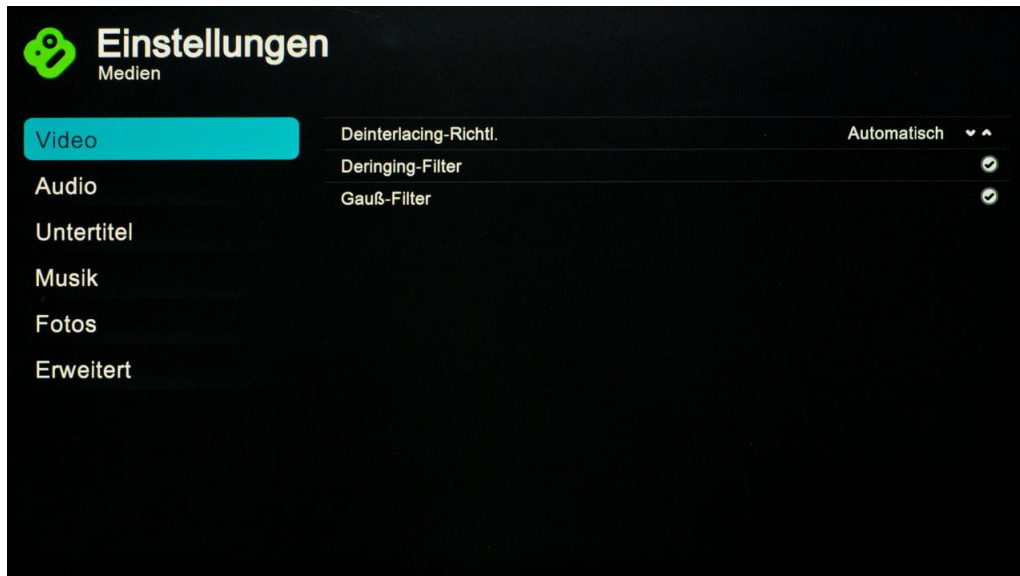 Einstellungen
Medien
Video
Audio
Untertitel
Musik
Fotos
Erweitert
Deinterlacing-Richtl. Automatisch
Deringing-Filter
Gauß-Filter